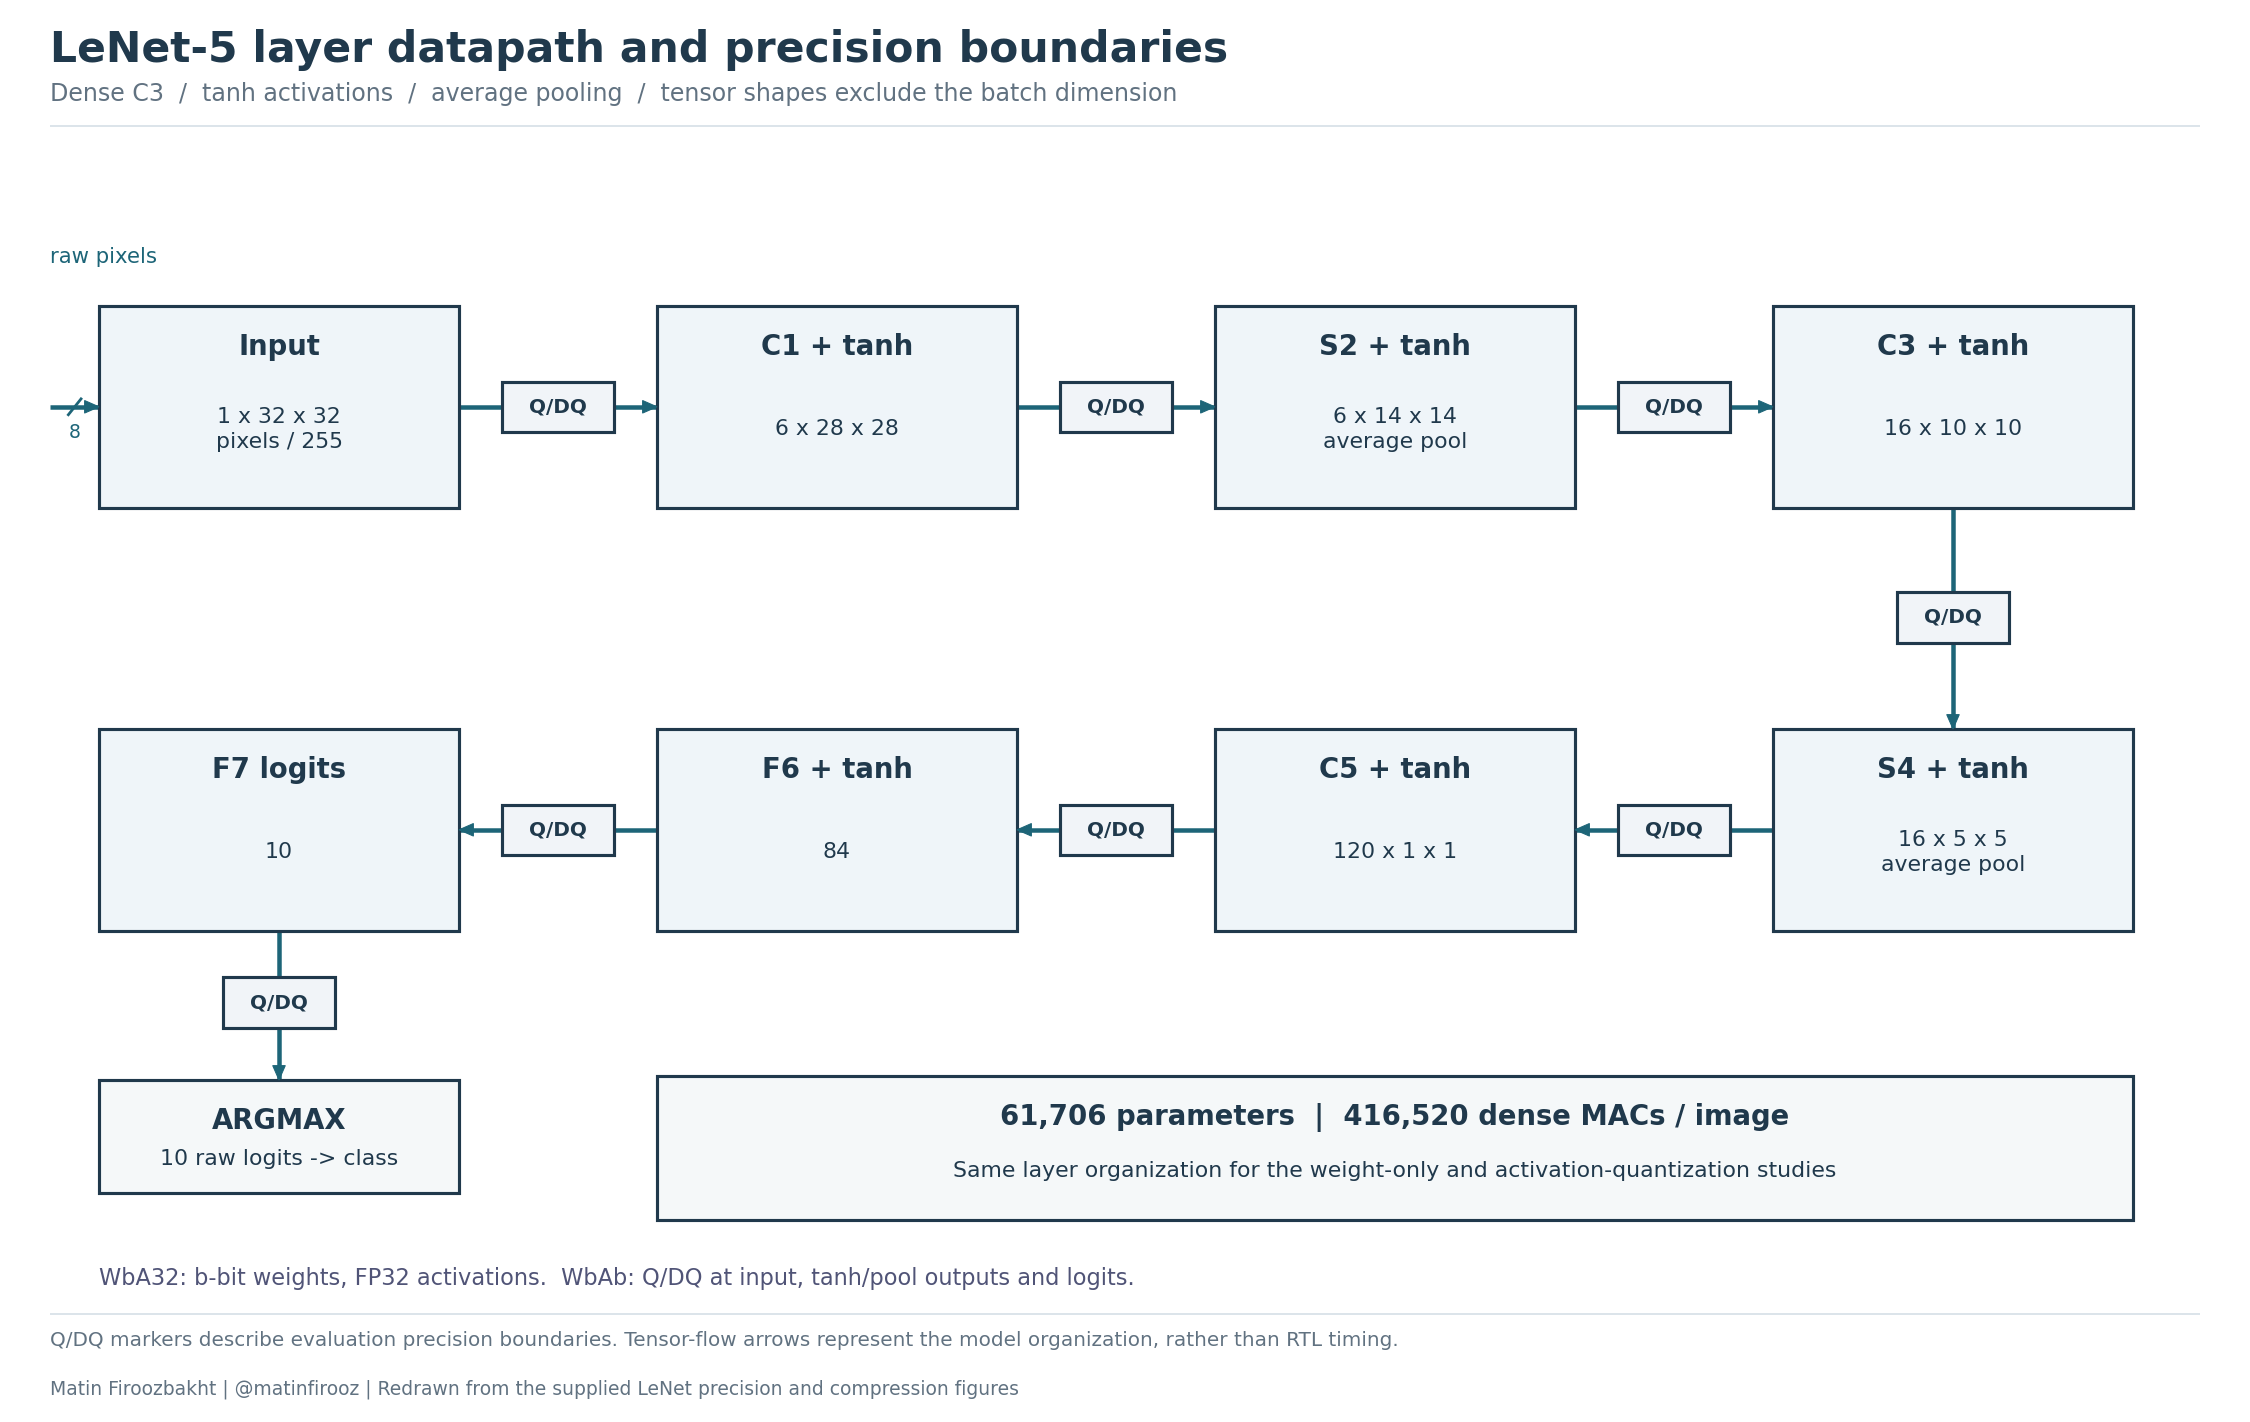 LeNet-5 layer datapath and precision boundaries
Dense C3 / tanh activations / average pooling / tensor shapes exclude the batch dimension
raw pixels
8
Input
1 x 32 x 32
pixels / 255
Q/DQ
C1 + tanh
6 x 28 x 28
Q/DQ
S2 + tanh
6 x 14 x 14
average pool
Q/DQ
C3 + tanh
16 x 10 x 10
Q/DQ
S4 + tanh
16 x 5 x 5
average pool
Q/DQ
C5 + tanh
120 x 1 x 1
Q/DQ
F6 + tanh
84
Q/DQ
F7 logits
10
Q/DQ
ARGMAX
10 raw logits -> class
61,706 parameters | 416,520 dense MACs / image
Same layer organization for the weight-only and activation-quantization studies
WbA32: b-bit weights, FP32 activations. WbAb: Q/DQ at input, tanh/pool outputs and logits.
Q/DQ markers describe evaluation precision boundaries. Tensor-flow arrows represent the model organization, rather than RTL timing.
Matin Firoozbakht | @matinfirooz | Redrawn from the supplied LeNet precision and compression figures